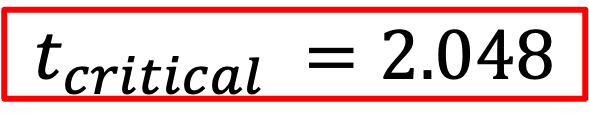 t_critical = 2.048